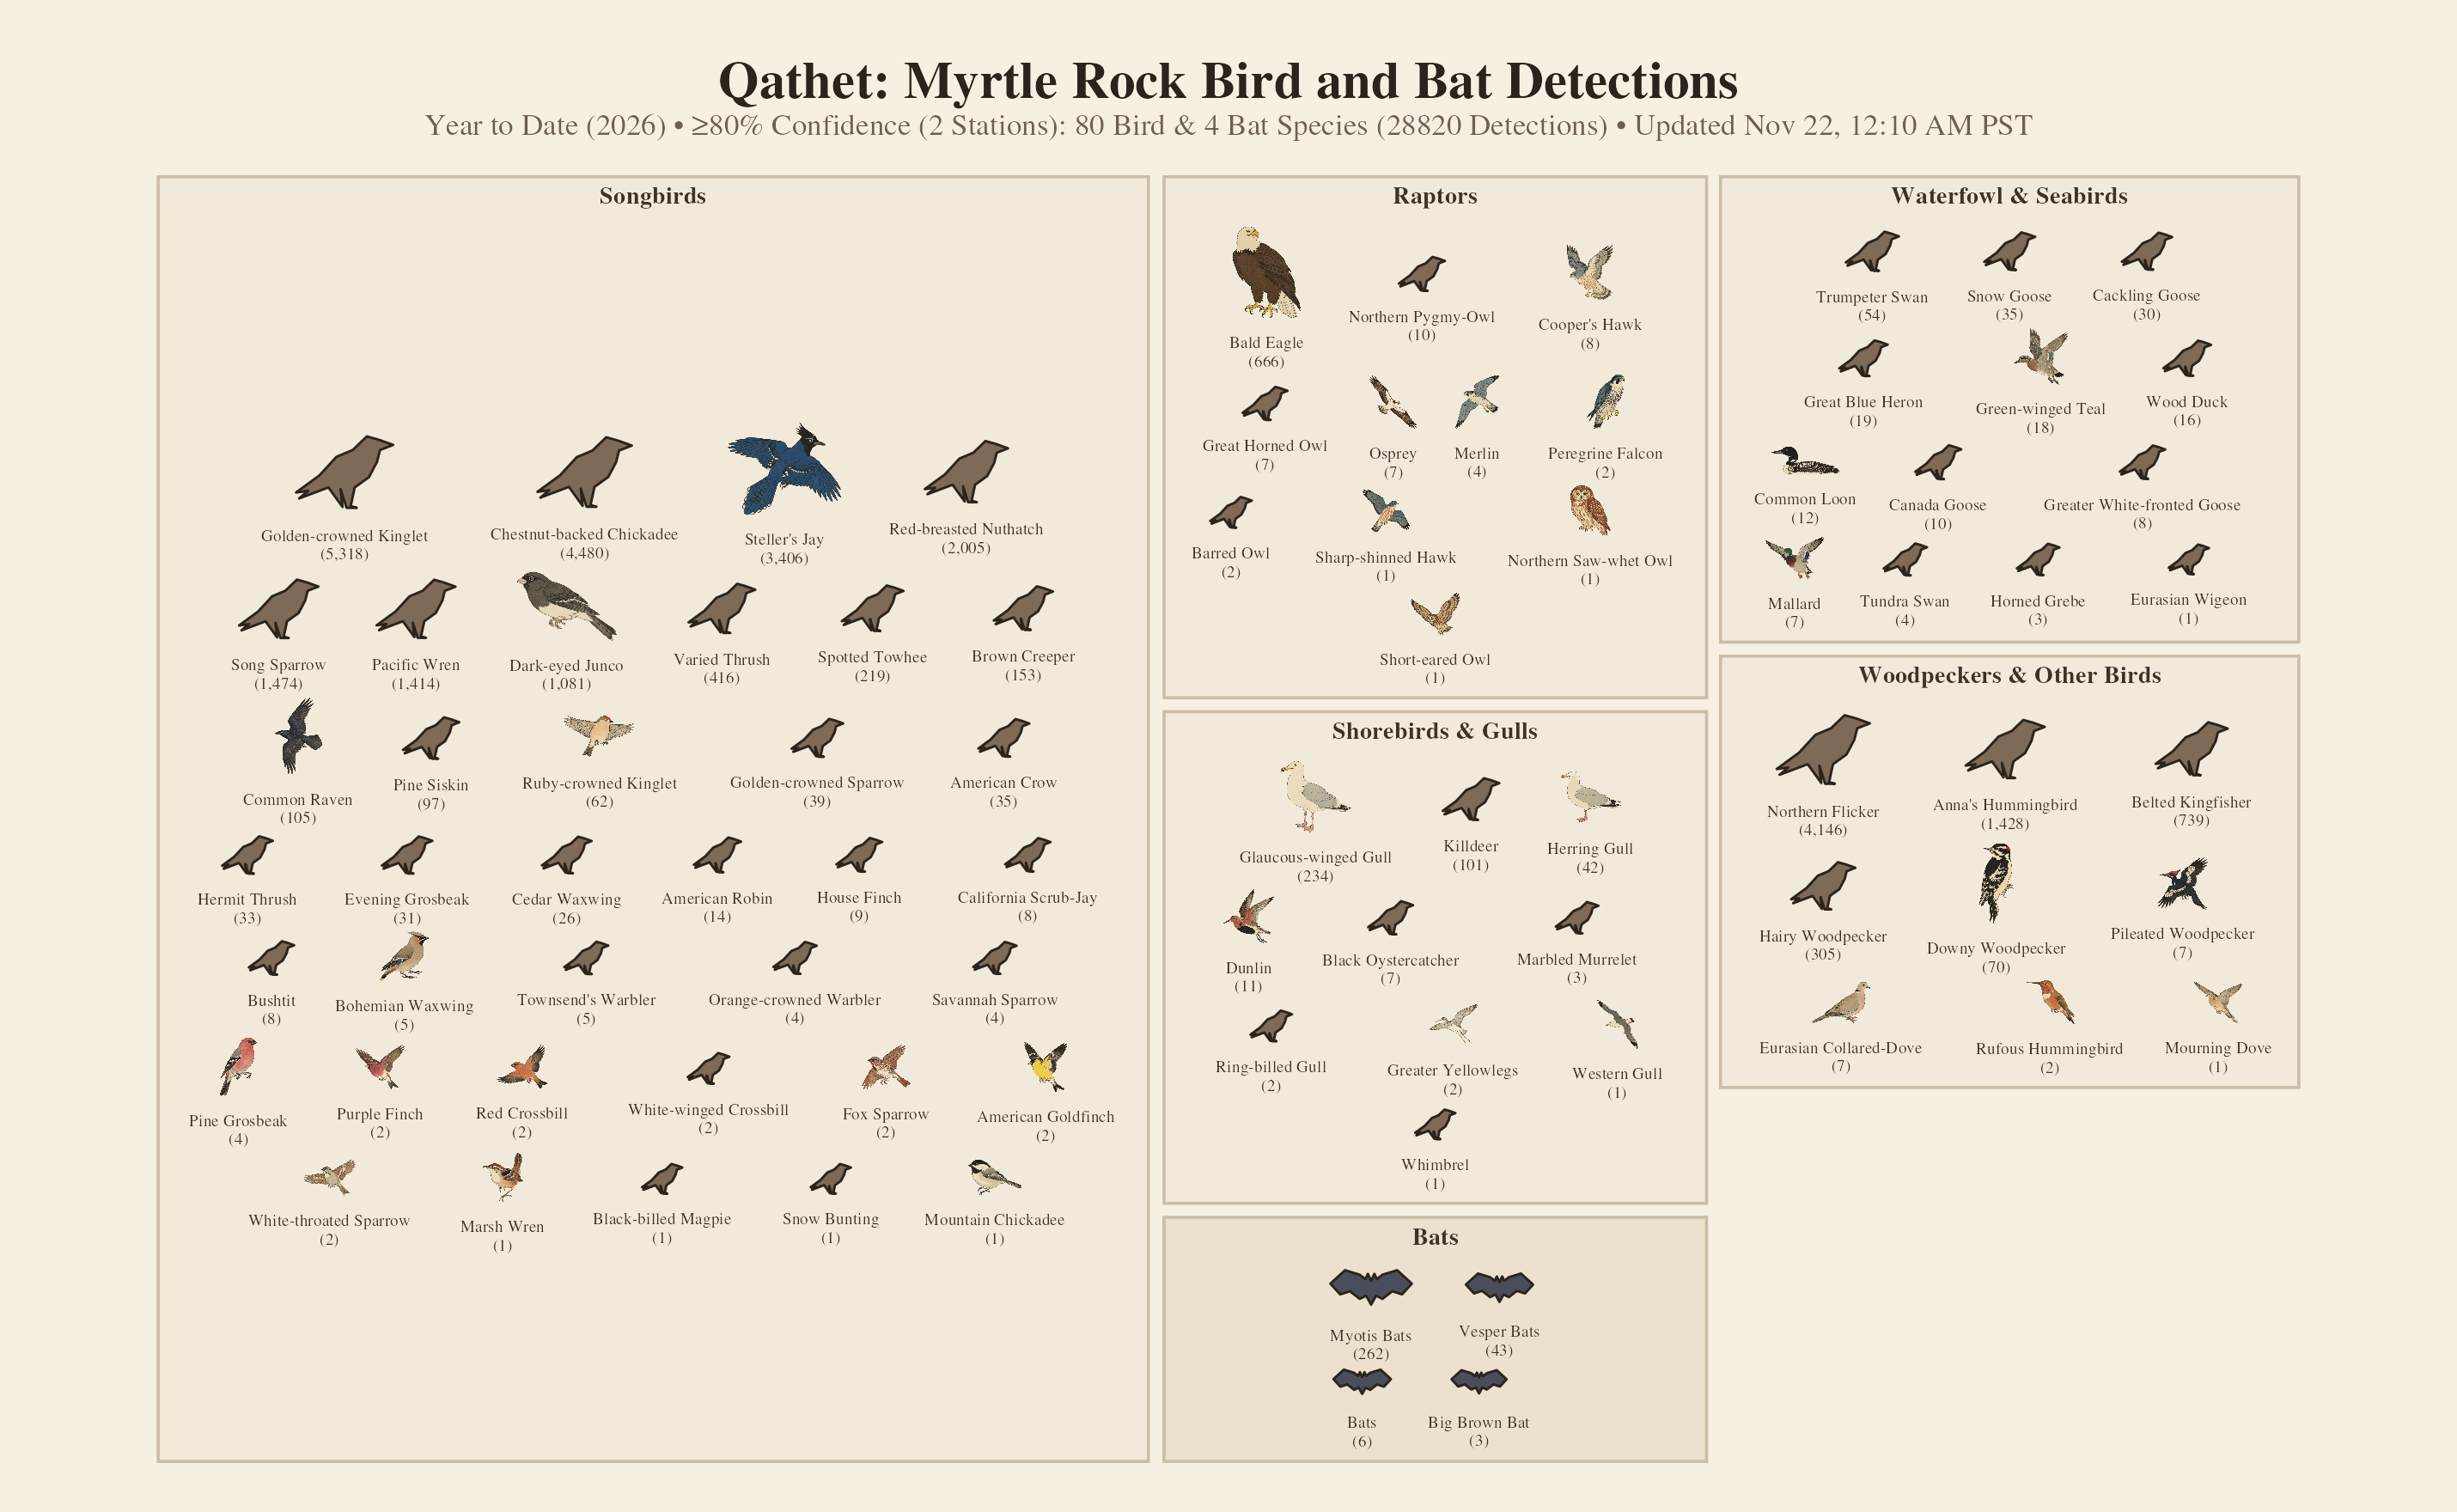 Qathet: Myrtle Rock Bird and Bat Detections
Year to Date (2026) • ≥80% Confidence (2 Stations): 80 Bird & 4 Bat Species (28820 Detections) • Updated Nov 22, 12:10 AM PST
Songbirds
Golden-crowned Kinglet
(5,318)
Chestnut-backed Chickadee
(4,480)
Steller's Jay
(3,406)
Red-breasted Nuthatch
(2,005)
Song Sparrow
(1,474)
Pacific Wren
(1,414)
Dark-eyed Junco
(1,081)
Varied Thrush
(416)
Spotted Towhee
(219)
Brown Creeper
(153)
Common Raven
(105)
Pine Siskin
(97)
Ruby-crowned Kinglet
(62)
Golden-crowned Sparrow
(39)
American Crow
(35)
Hermit Thrush
(33)
Evening Grosbeak
(31)
Cedar Waxwing
(26)
American Robin
(14)
House Finch
(9)
California Scrub-Jay
(8)
Bushtit
(8)
Bohemian Waxwing
(5)
Townsend's Warbler
(5)
Orange-crowned Warbler
(4)
Savannah Sparrow
(4)
Pine Grosbeak
(4)
Purple Finch
(2)
Red Crossbill
(2)
White-winged Crossbill
(2)
Fox Sparrow
(2)
American Goldfinch
(2)
White-throated Sparrow
(2)
Marsh Wren
(1)
Black-billed Magpie
(1)
Snow Bunting
(1)
Mountain Chickadee
(1)
Raptors
Bald Eagle
(666)
Northern Pygmy-Owl
(10)
Cooper's Hawk
(8)
Great Horned Owl
(7)
Osprey
(7)
Merlin
(4)
Peregrine Falcon
(2)
Barred Owl
(2)
Sharp-shinned Hawk
(1)
Northern Saw-whet Owl
(1)
Short-eared Owl
(1)
Shorebirds & Gulls
Glaucous-winged Gull
(234)
Killdeer
(101)
Herring Gull
(42)
Dunlin
(11)
Black Oystercatcher
(7)
Marbled Murrelet
(3)
Ring-billed Gull
(2)
Greater Yellowlegs
(2)
Western Gull
(1)
Whimbrel
(1)
Bats
Myotis Bats
(262)
Vesper Bats
(43)
Bats
(6)
Big Brown Bat
(3)
Waterfowl & Seabirds
Trumpeter Swan
(54)
Snow Goose
(35)
Cackling Goose
(30)
Great Blue Heron
(19)
Green-winged Teal
(18)
Wood Duck
(16)
Common Loon
(12)
Canada Goose
(10)
Greater White-fronted Goose
(8)
Mallard
(7)
Tundra Swan
(4)
Horned Grebe
(3)
Eurasian Wigeon
(1)
Woodpeckers & Other Birds
Northern Flicker
(4,146)
Anna's Hummingbird
(1,428)
Belted Kingfisher
(739)
Hairy Woodpecker
(305)
Downy Woodpecker
(70)
Pileated Woodpecker
(7)
Eurasian Collared-Dove
(7)
Rufous Hummingbird
(2)
Mourning Dove
(1)